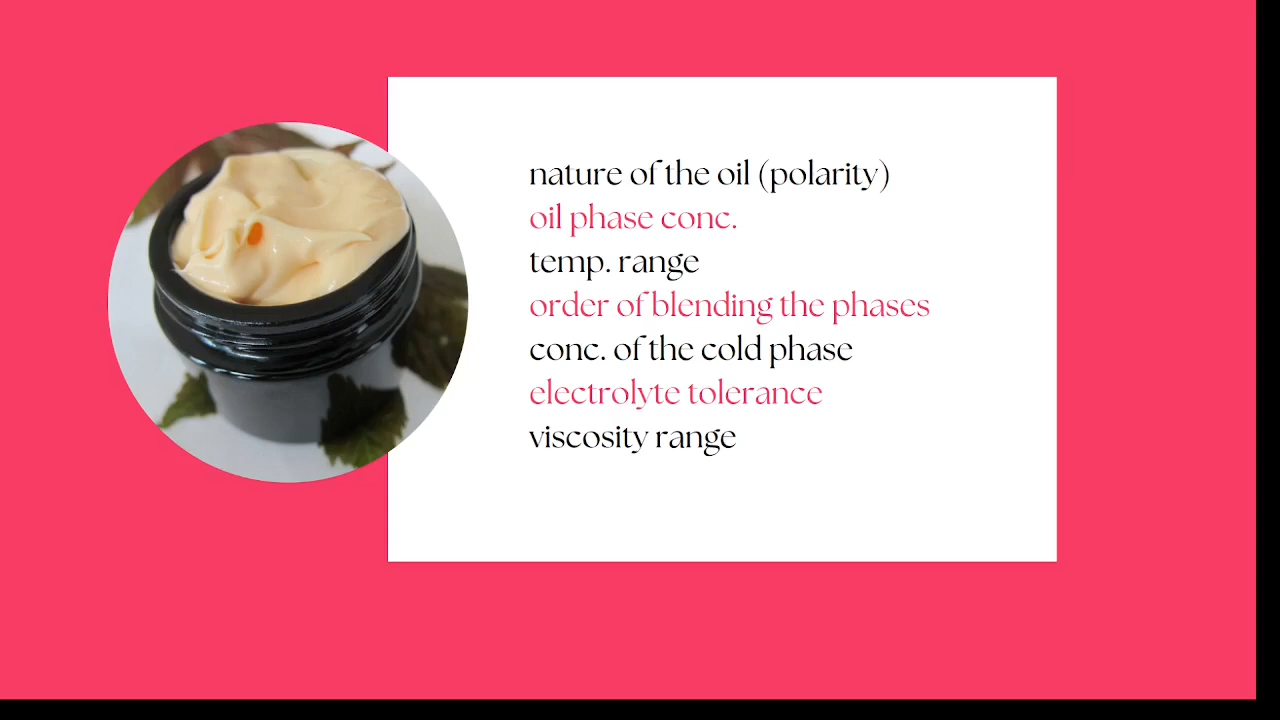 nature of the oil (polarity)
oil phase conc.
temp. range
order of blending the phases
conc. of the cold phase
electrolyte tolerance
viscosity range